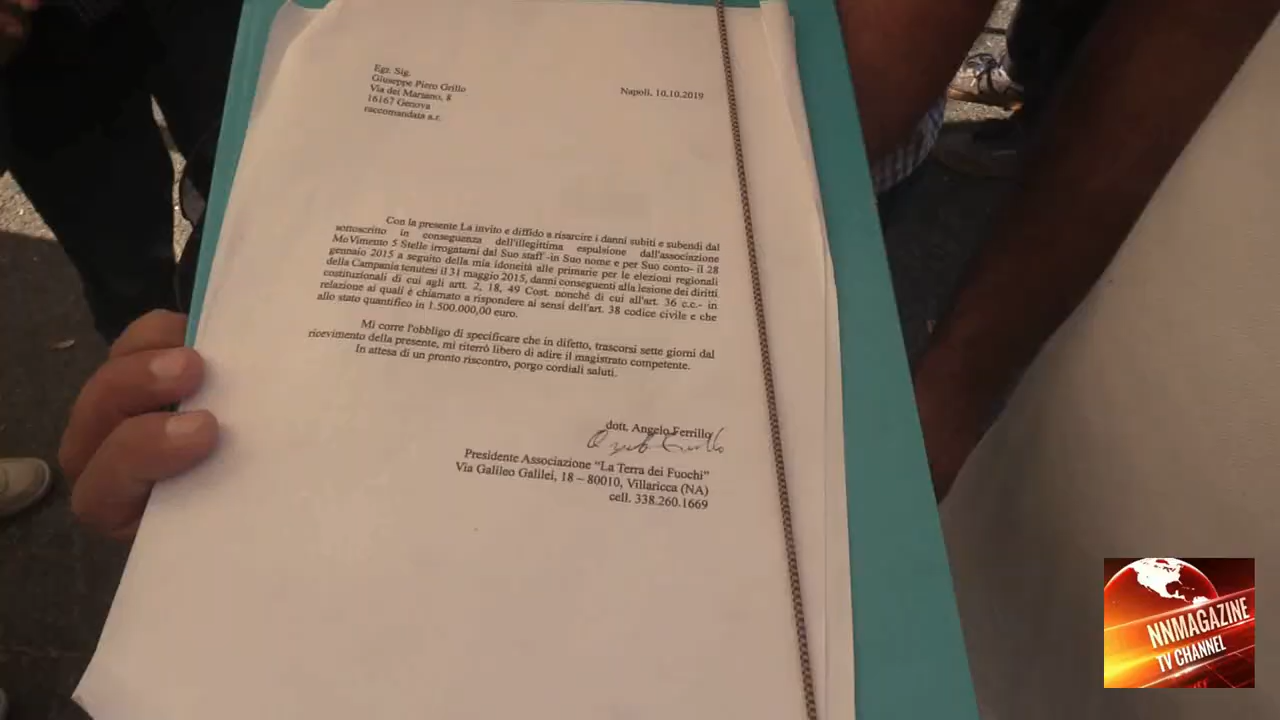 Egr. Sig.
Giuseppe Piero Grillo
Via dei Marsano, 8
16167 Genova
raccomandata a.r.
Napoli, 10.10.2019
Con la presente La invito e diffido a risarcire i danni subiti e subendi dal
sottoscritto in conseguenza dell'illegittima espulsione dall'associazione
MoVimento 5 Stelle irrogatami dal Suo staff -in Suo nome e per Suo conto- il 28
gennaio 2015 a seguito della mia idoneità alle primarie per le elezioni regionali
della Campania tenutesi il 31 maggio 2015, danni conseguenti alla lesione dei diritti
costituzionali di cui agli artt. 2, 18, 49 Cost. nonché di cui all'art. 36 c.c.- in
relazione ai quali è chiamato a rispondere ai sensi dell'art. 38 codice civile e che
allo stato quantifico in 1.500.000,00 euro.
Mi corre l'obbligo di specificare che in difetto, trascorsi sette giorni dal
ricevimento della presente, mi riterrò libero di adire il magistrato competente.
In attesa di un pronto riscontro, porgo cordiali saluti.
dott. Angelo Ferrillo
Presidente Associazione "La Terra dei Fuochi"
Via Galileo Galilei, 18 – 80010, Villaricca (NA)
cell. 338.260.1669
NNMAGAZINE
TV CHANNEL